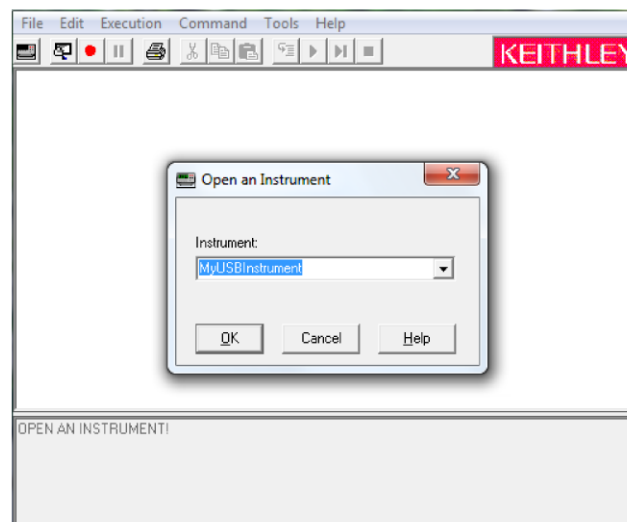 File Edit Execution Command Tools Help
KEITHLEY
Open an Instrument
Instrument:
MyUSBInstrument
OK Cancel Help
OPEN AN INSTRUMENT!